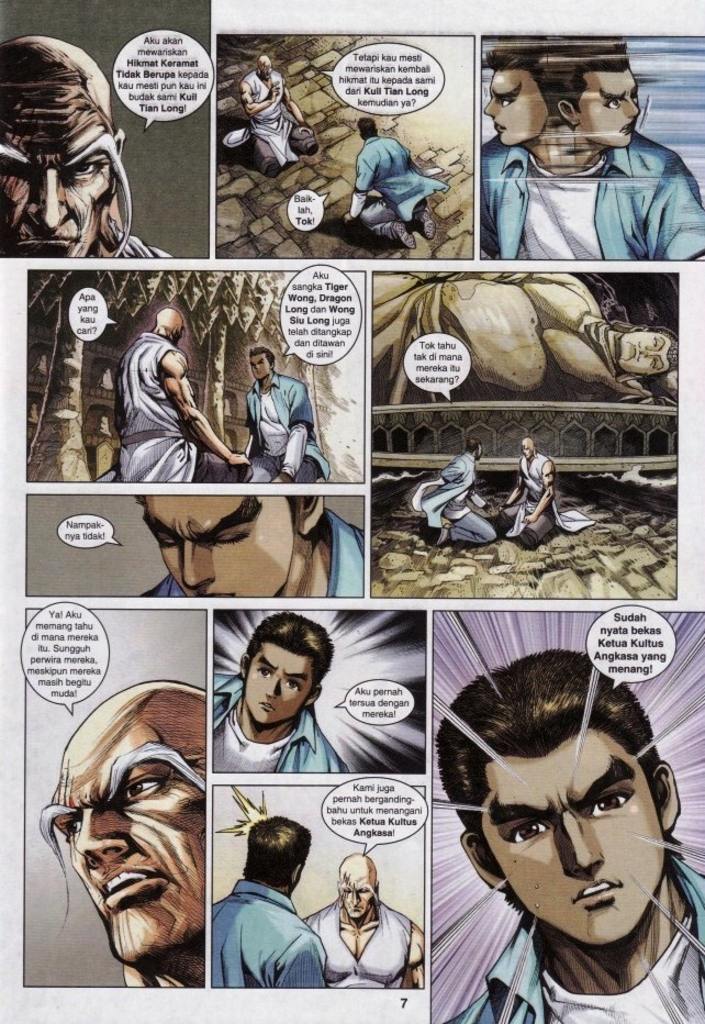 Aku akan
mewariskan
Hikmat Keramat
Tidak Berupa kepada
kau mesti pun kau ini
budak sami Kuil
Tian Long!
Tetapi kau mesti
mewariskan kembali
hikmat itu kepada sami
dari Kuil Tian Long
kemudian ya?
Baik-
lah,
Tok!
Apa
yang
kau
cari?
Aku
sangka Tiger
Wong, Dragon
Long dan Wong
Siu Long juga
telah ditangkap
dan ditawan
di sini!
Tok tahu
tak di mana
mereka itu
sekarang?
Nampak-
nya tidak!
Ya! Aku
memang tahu
di mana mereka
itu. Sungguh
perwira mereka,
meskipun mereka
masih begitu
muda!
Aku pernah
tersua dengan
mereka!
Kami juga
pernah berganding-
bahu untuk menangani
bekas Ketua Kultus
Angkasa!
Sudah
nyata bekas
Ketua Kultus
Angkasa yang
menang!
7